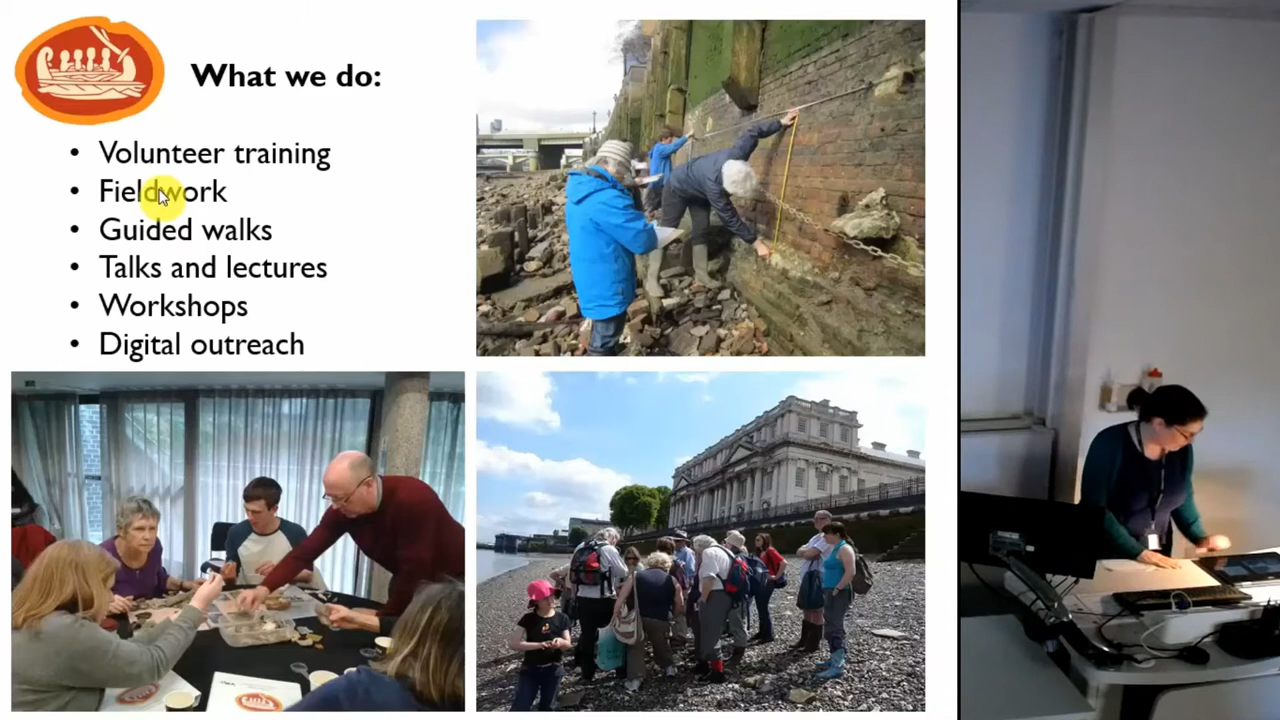 What we do:
• Volunteer training
• Fieldwork
• Guided walks
• Talks and lectures
• Workshops
• Digital outreach